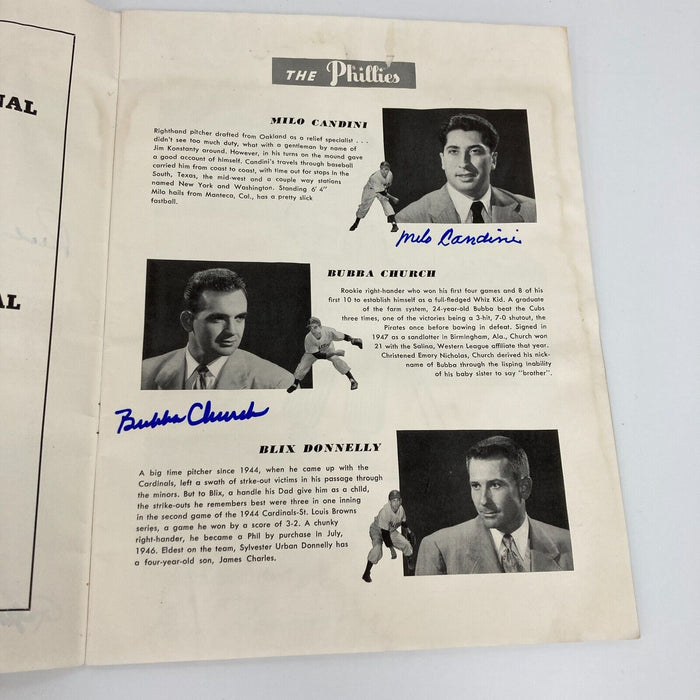 NAL
AL
THE Phillies
MILO CANDINI
Righthand pitcher drafted from Oakland as a relief specialist . . .
didn't see too much duty, what with a gentleman by name of
Jim Konstanty around. However, in his turns on the mound gave
a good account of himself. Candini's travels through baseball
carried him from coast to coast, with time out for stops in the
South, Texas, the mid-west and a couple way stations
named New York and Washington. Standing 6' 4"
Milo hails from Manteca, Cal., has a pretty slick
fastball.
Milo Candini
BUBBA CHURCH
Rookie right-hander who won his first four games and 8 of his
first 10 to establish himself as a full-fledged Whiz Kid. A graduate
of the farm system, 24-year-old Bubba beat the Cubs
three times, one of the victories being a 3-hit, 7-0 shutout, the
Pirates once before bowing in defeat. Signed in
1947 as a sandlotter in Birmingham, Ala., Church won
21 with the Salina, Western League affiliate that year.
Christened Emory Nicholas, Church derived his nick-
name of Bubba through the lisping inability
of his baby sister to say "brother".
Bubba Church
BLIX DONNELLY
A big time pitcher since 1944, when he came up with the
Cardinals, left a swath of strike-out victims in his passage through
the minors. But to Blix, a handle his Dad give him as a child,
the strike-outs he remembers best were three in one inning
in the second game of the 1944 Cardinals-St. Louis Browns
series, a game he won by a score of 3-2. A chunky
right-hander, he became a Phil by purchase in July,
1946. Eldest on the team, Sylvester Urban Donnelly has
a four-year-old son, James Charles.